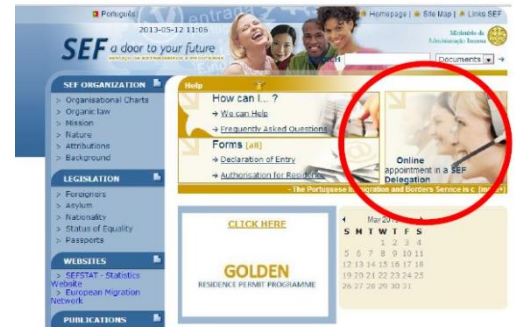 Português
entrance
Homepage | Site Map | Links SEF
2013-05-12 11:06
Ministério da
Administração Interna
SEF a door to your future
Documents
SEF ORGANIZATION
> Organisational Charts
> Organic law
> Mission
> Nature
> Attributions
> Background
LEGISLATION
> Foreigners
> Asylum
> Nationality
> Status of Equality
> Passports
WEBSITES
> SEFSTAT - Statistics
Website
> European Migration
Network
PUBLICATIONS
Help
How can I... ?
→ We can Help
→ Frequently Asked Questions
Forms [All]
→ Declaration of Entry
→ Authorisation for Residence
Online
appointment in a SEF
Delegation
- The Portuguese Immigration and Borders Service is c
CLICK HERE
GOLDEN
RESIDENCE PERMIT PROGRAMME
S M T W T F S
1 2 3 4
5 6 7 8 9 10 11
12 13 14 15 16 17 18
19 20 21 22 23 24 25
26 27 28 29 30 31